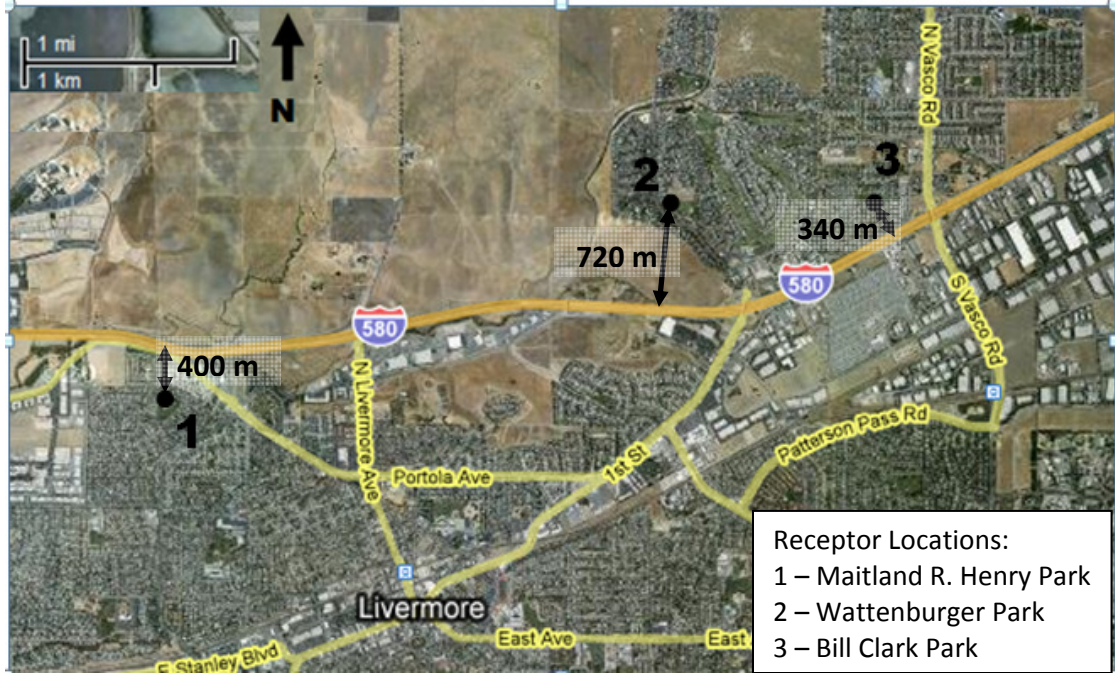 1 mi
1 km
N
N Vasco Rd
2
3
340 m
720 m
580
580
S Vasco Rd
400 m
1
N Livermore Ave
Portola Ave
1st St
Patterson Pass Rd
Livermore
East Ave
East
E Stanley Blvd
Receptor Locations:
1 – Maitland R. Henry Park
2 – Wattenburger Park
3 – Bill Clark Park